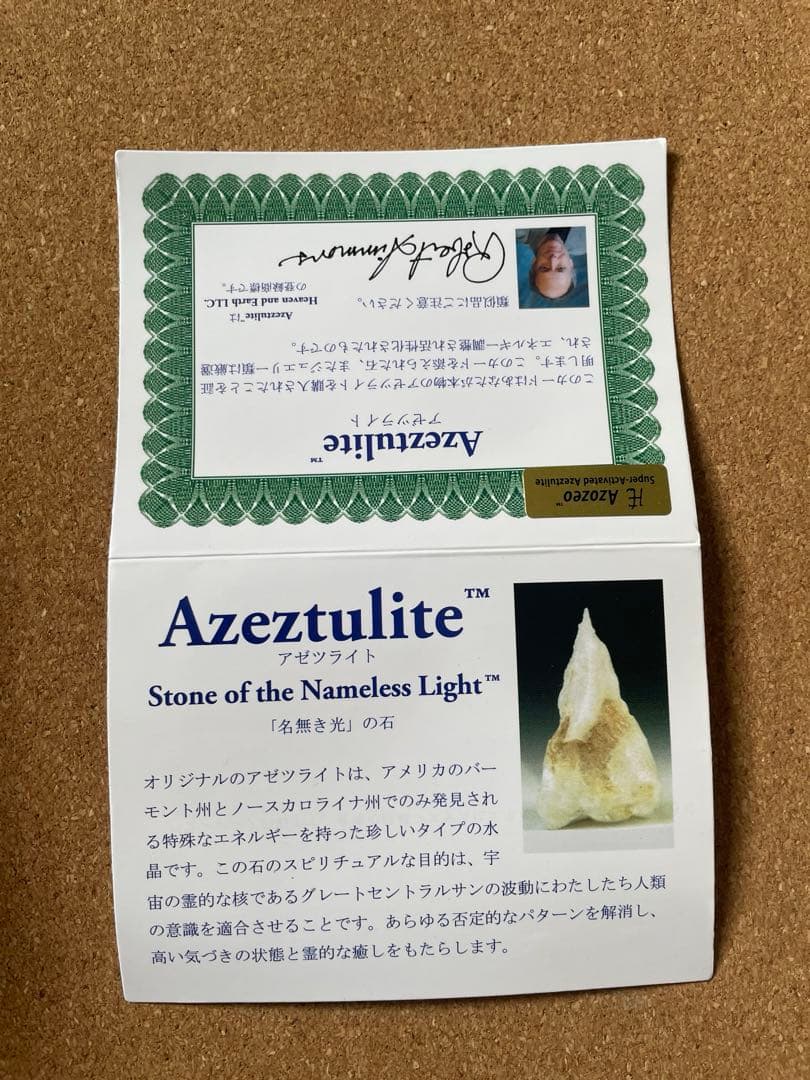 Azeztulite™
アゼツライト
このカードはあなたが本物のアゼツライトを購入されたことを証
明します。このカードを添えられた石、またジュエリー類は厳選
され、エネルギー調整され活性化されたものです。
類似品にご注意ください。
Azeztulite™は
Heaven and Earth LLC.
の登録商標です。
Robert Simmons
HE Azozeo™
Super-Activated Azeztulite
Azeztulite™
アゼツライト
Stone of the Nameless Light™
「名無き光」の石
オリジナルのアゼツライトは、アメリカのバー
モント州とノースカロライナ州でのみ発見され
る特殊なエネルギーを持った珍しいタイプの水
晶です。この石のスピリチュアルな目的は、宇
宙の霊的な核であるグレートセントラルサンの波動にわたしたち人類
の意識を適合させることです。あらゆる否定的なパターンを解消し、
高い気づきの状態と霊的な癒しをもたらします。